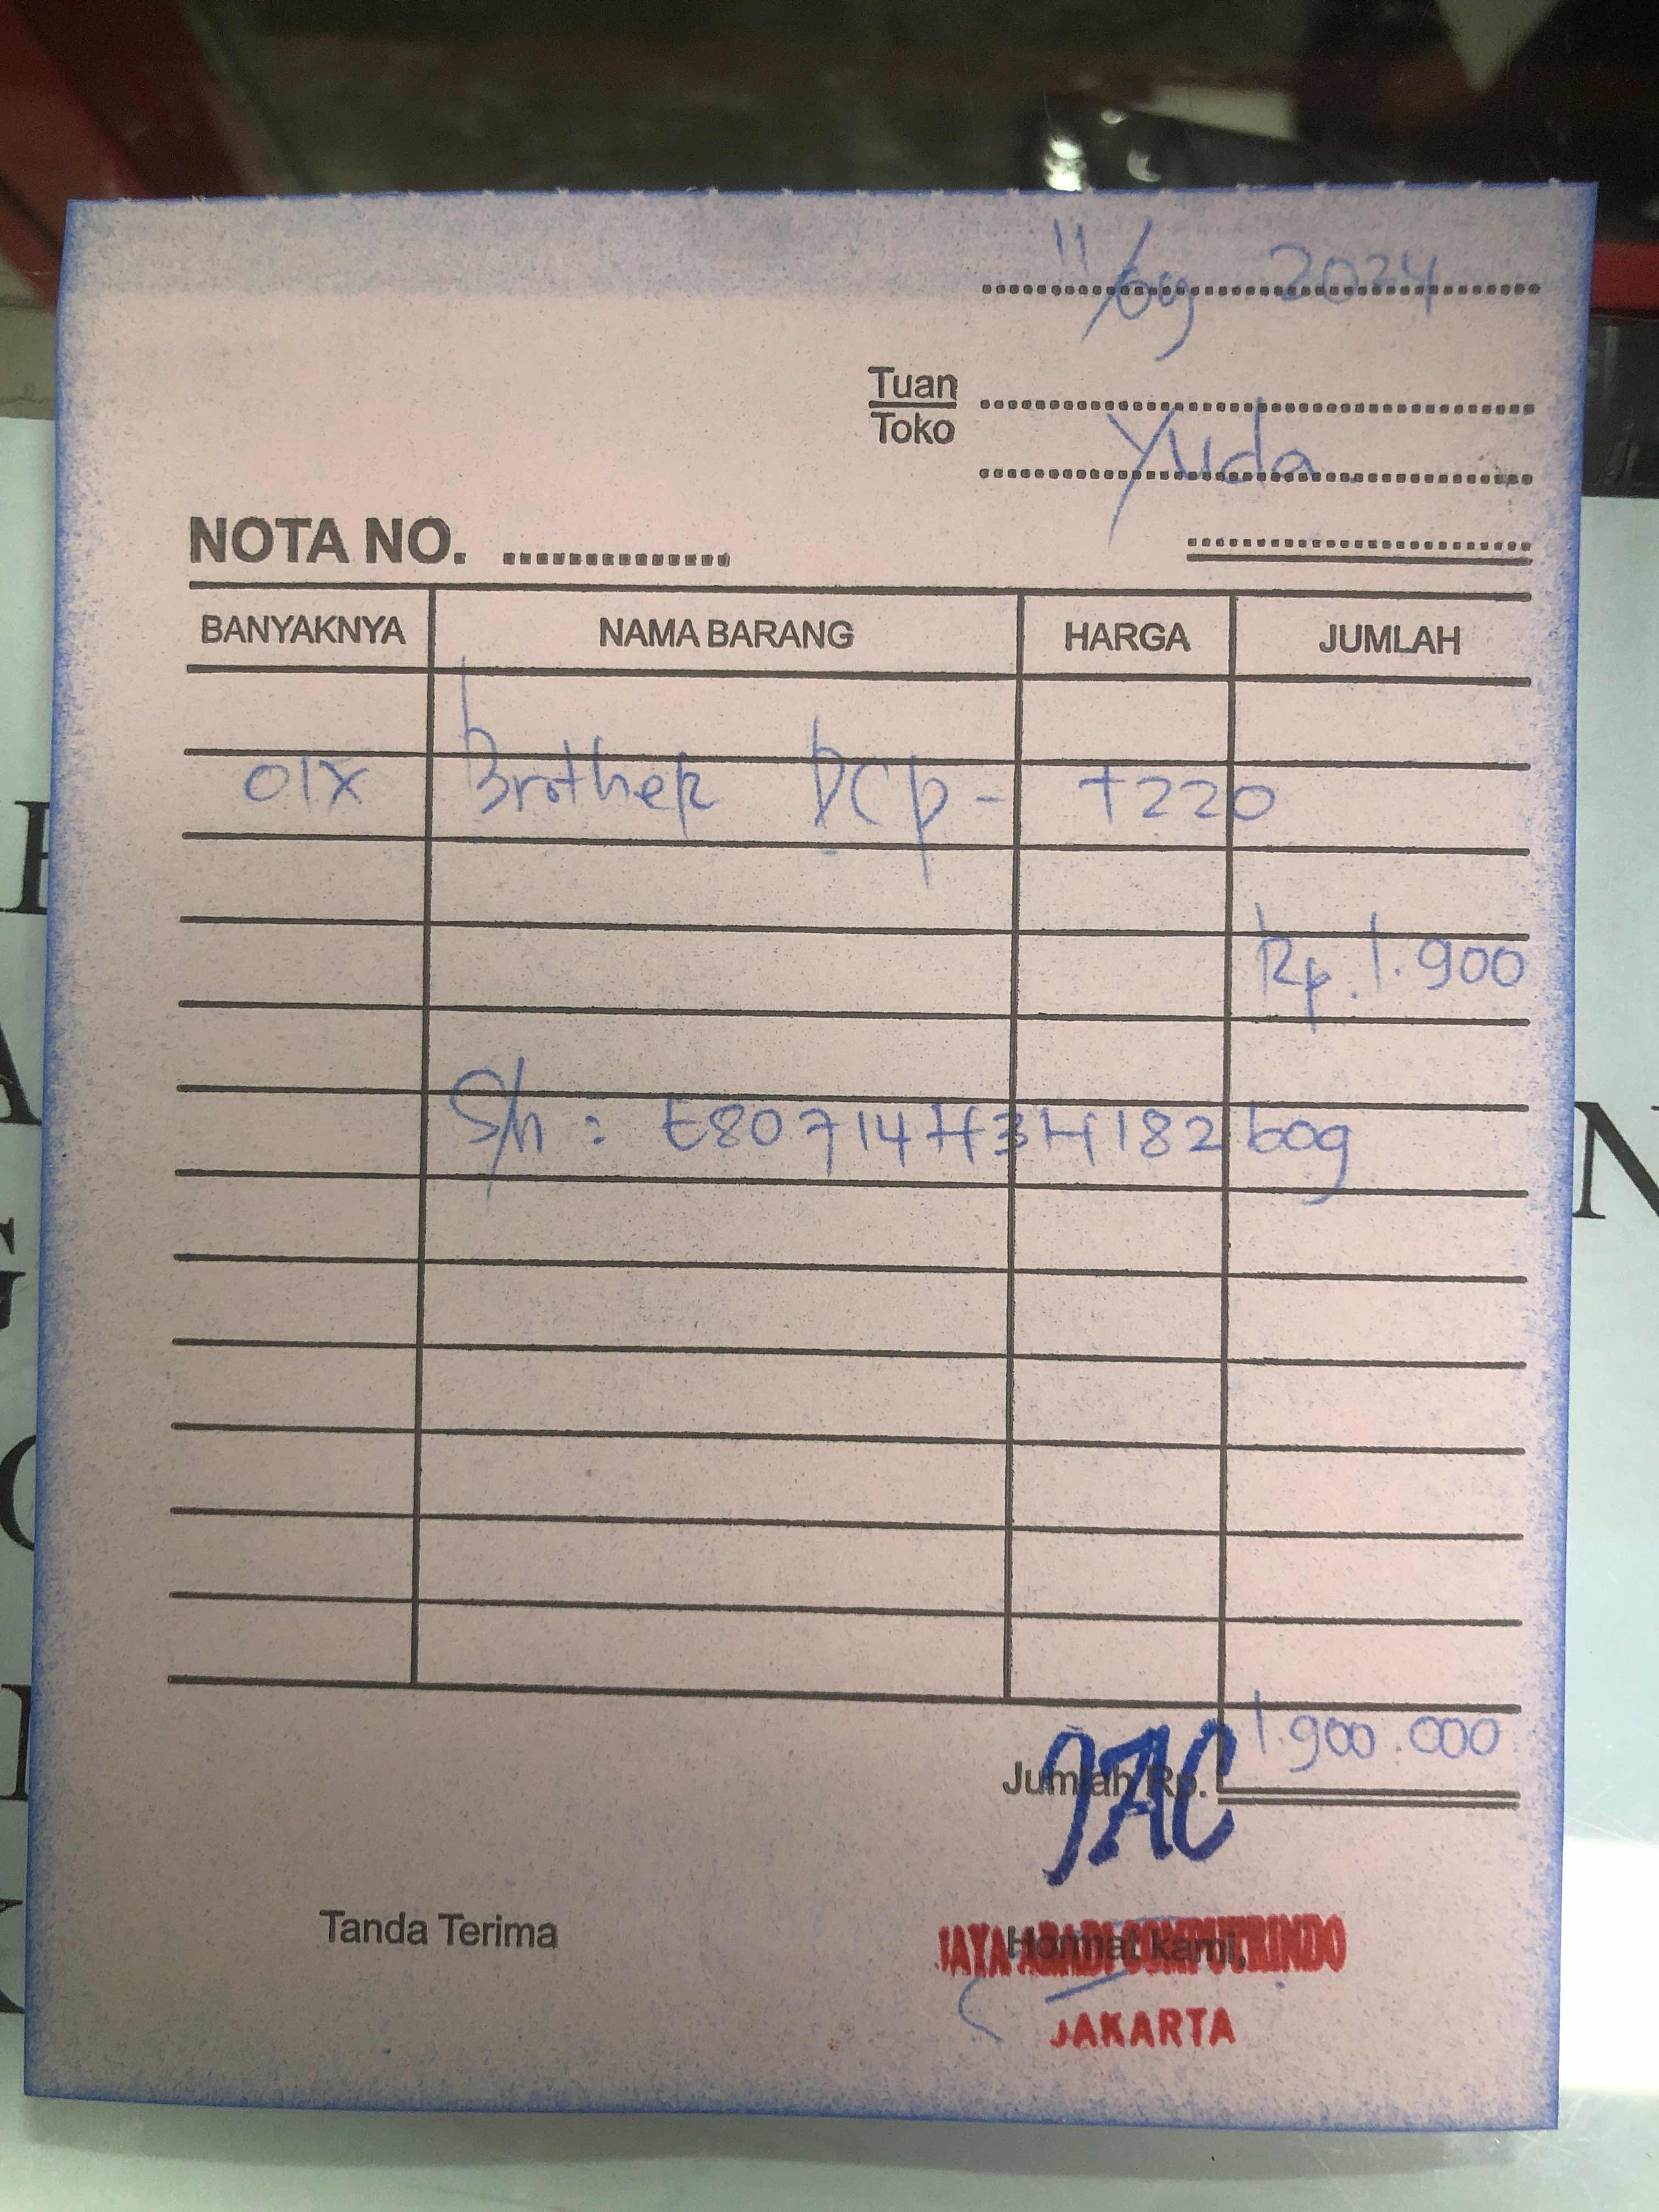 11/09 2024
Tuan
Toko
Yuda
NOTA NO. ..............
BANYAKNYA NAMA BARANG HARGA JUMLAH
01X Brother DCP - T220
Rp. 1.900
S/n : E80714H3H182609
1.900.000
Jumlah Rp.
JAC
Tanda Terima Hormat kami,
JAYA ABADI COMPUTRINDO
JAKARTA